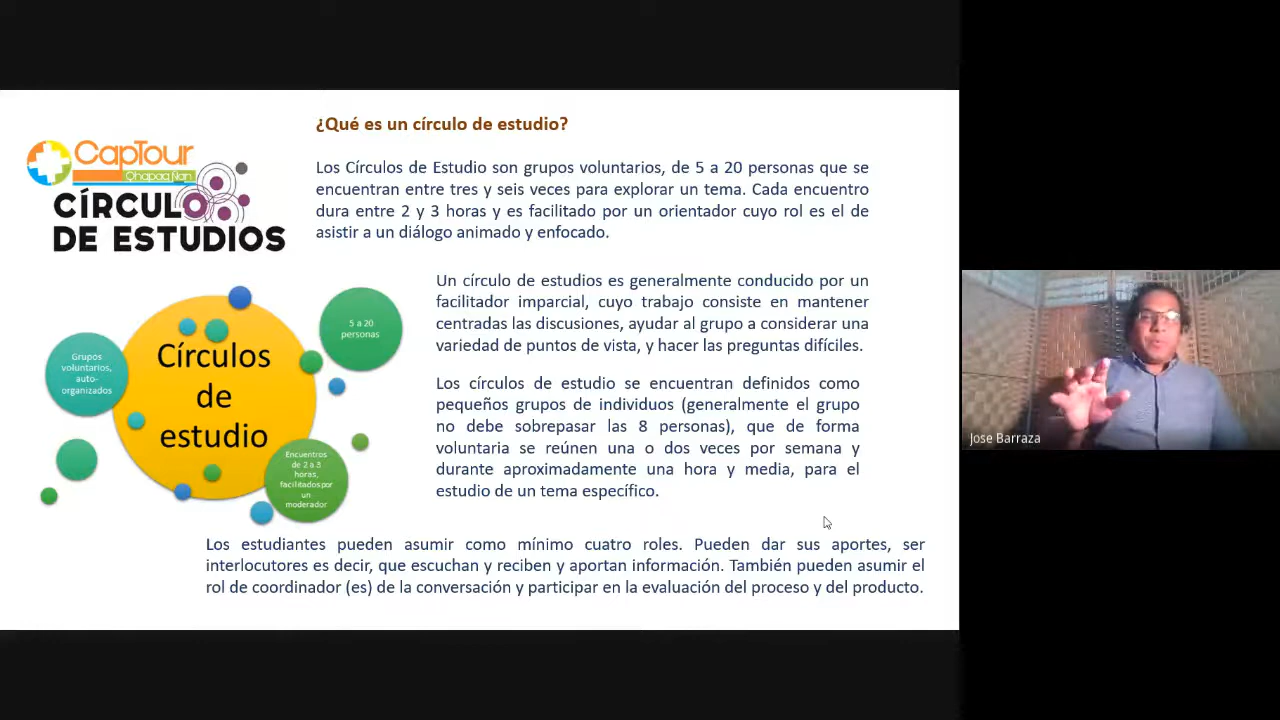 ¿Qué es un círculo de estudio?
CapTour
Qhapaq Ñan
CÍRCULO
DE ESTUDIOS
Los Círculos de Estudio son grupos voluntarios, de 5 a 20 personas que se
encuentran entre tres y seis veces para explorar un tema. Cada encuentro
dura entre 2 y 3 horas y es facilitado por un orientador cuyo rol es el de
asistir a un diálogo animado y enfocado.
Un círculo de estudios es generalmente conducido por un
facilitador imparcial, cuyo trabajo consiste en mantener
centradas las discusiones, ayudar al grupo a considerar una
variedad de puntos de vista, y hacer las preguntas difíciles.
Los círculos de estudio se encuentran definidos como
pequeños grupos de individuos (generalmente el grupo
no debe sobrepasar las 8 personas), que de forma
voluntaria se reúnen una o dos veces por semana y
durante aproximadamente una hora y media, para el
estudio de un tema específico.
Círculos
de
estudio
5 a 20
personas
Grupos
voluntarios,
auto-
organizados
Encuentros
de 2 a 3
horas,
facilitados por
un
moderador
Los estudiantes pueden asumir como mínimo cuatro roles. Pueden dar sus aportes, ser
interlocutores es decir, que escuchan y reciben y aportan información. También pueden asumir el
rol de coordinador (es) de la conversación y participar en la evaluación del proceso y del producto.
Jose Barraza